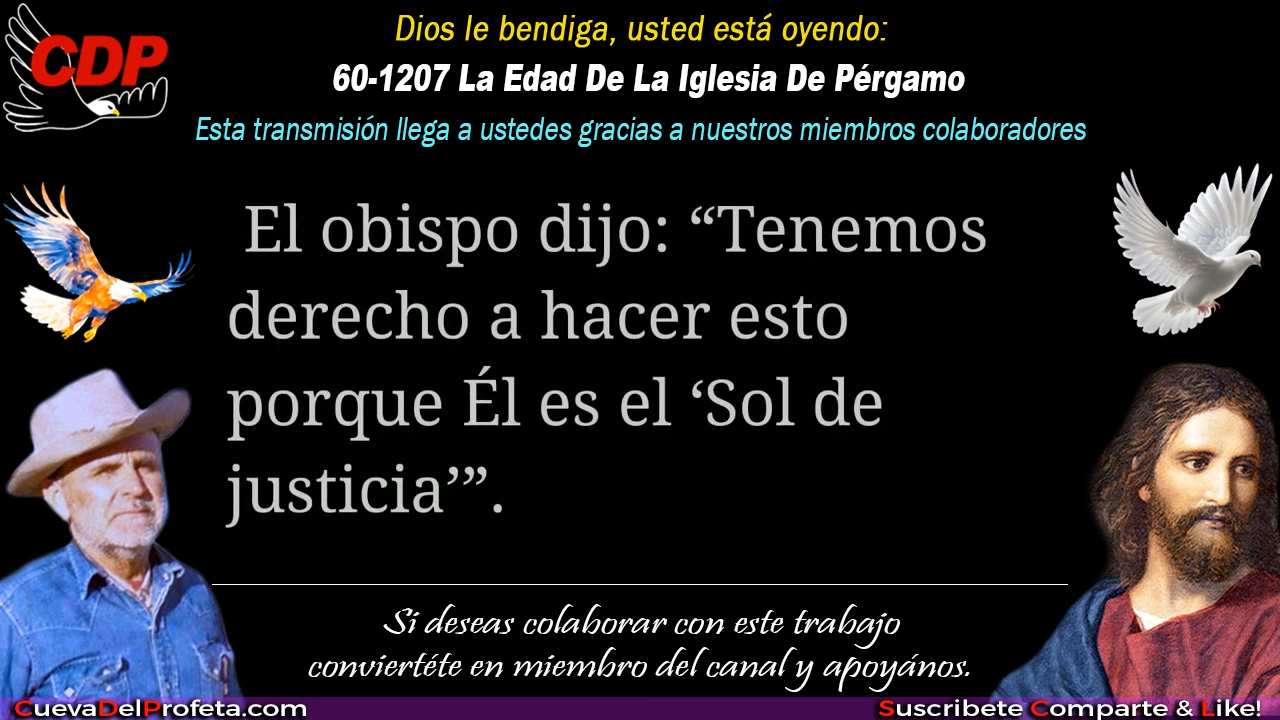 CDP
Dios le bendiga, usted está oyendo:
60-1207 La Edad De La Iglesia De Pérgamo
Esta transmisión llega a ustedes gracias a nuestros miembros colaboradores
El obispo dijo: “Tenemos
derecho a hacer esto
porque Él es el ‘Sol de
justicia’”.
Si deseas colaborar con este trabajo
conviertéte en miembro del canal y apoyános.
CuevaDelProfeta.com
Suscribete Comparte & Like!